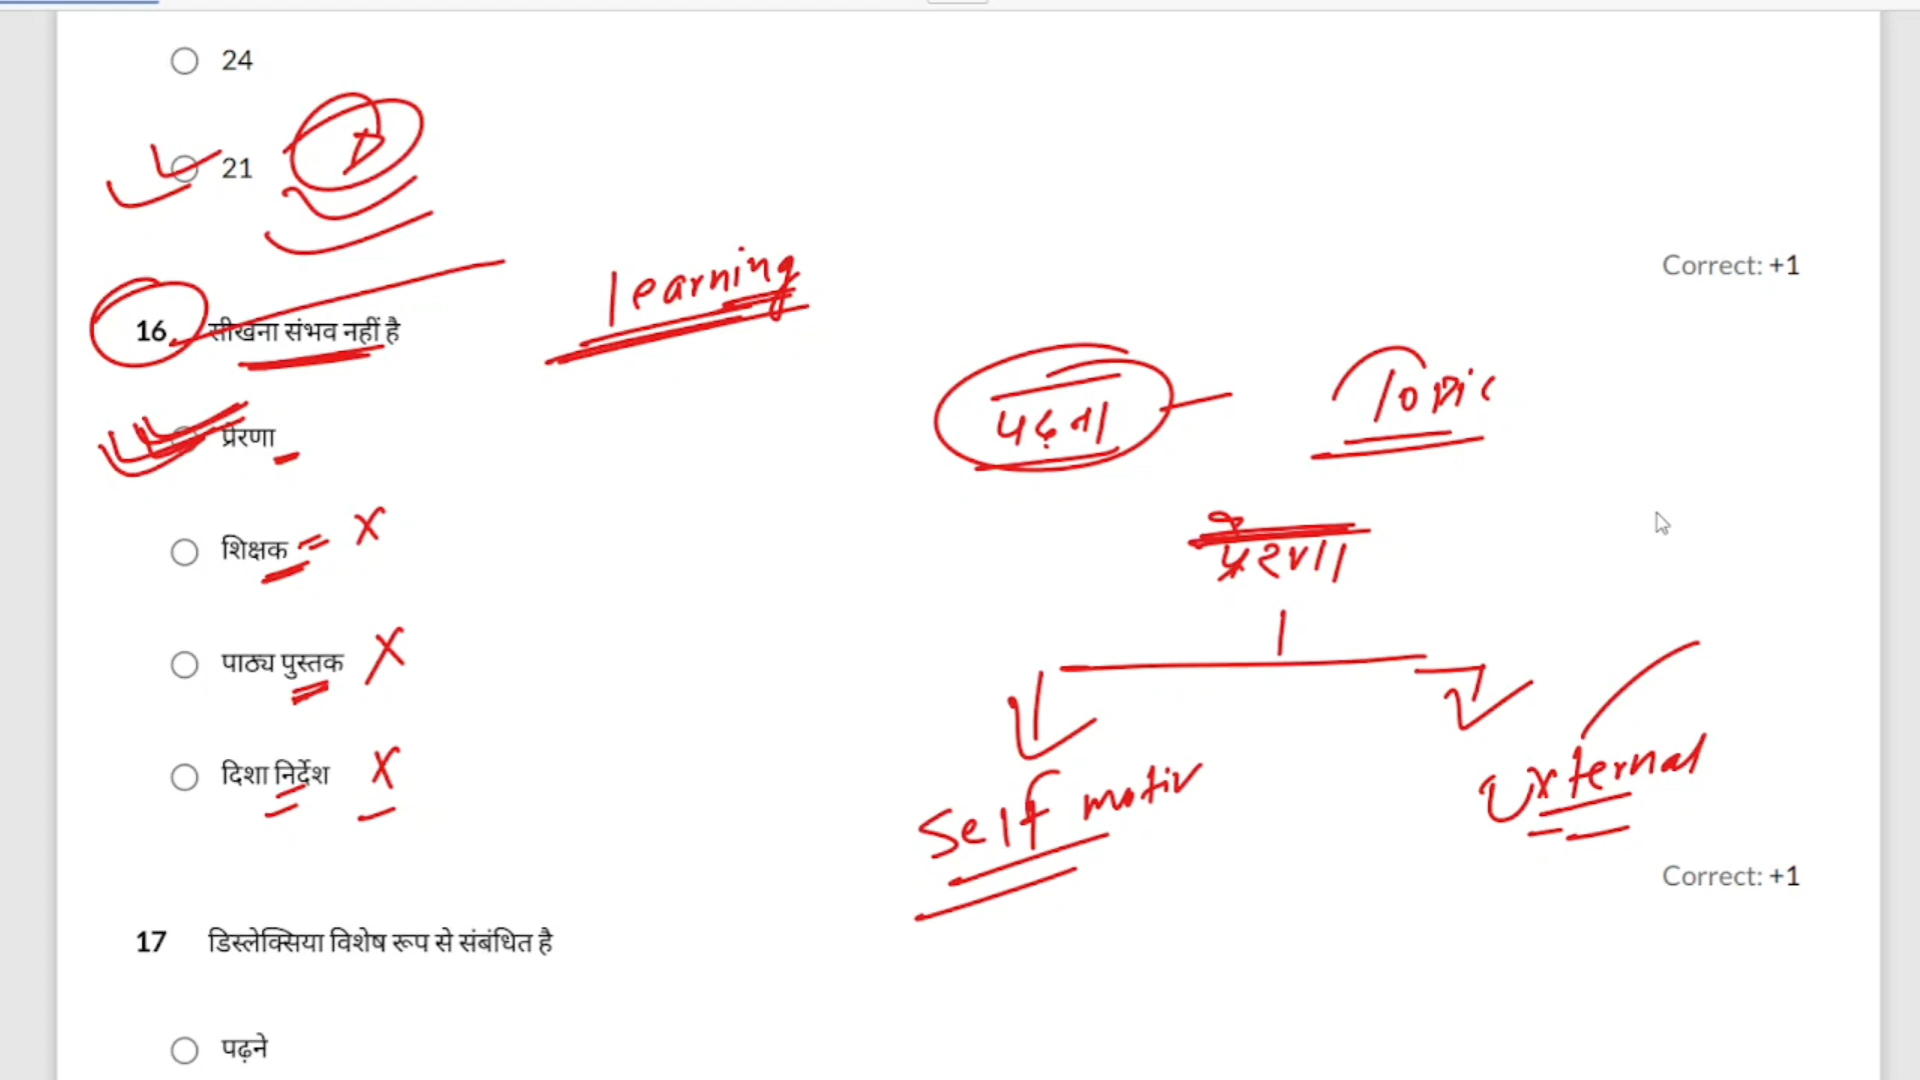 24
21 D
Correct: +1
learning
16. सीखना संभव नहीं है
पढ़ना Topic
प्रेरणा
प्रेरणा
शिक्षक = X
पाठ्य पुस्तक X
दिशा निर्देश X
Self motiv
External
Correct: +1
17 डिस्लेक्सिया विशेष रूप से संबंधित है
पढ़ने